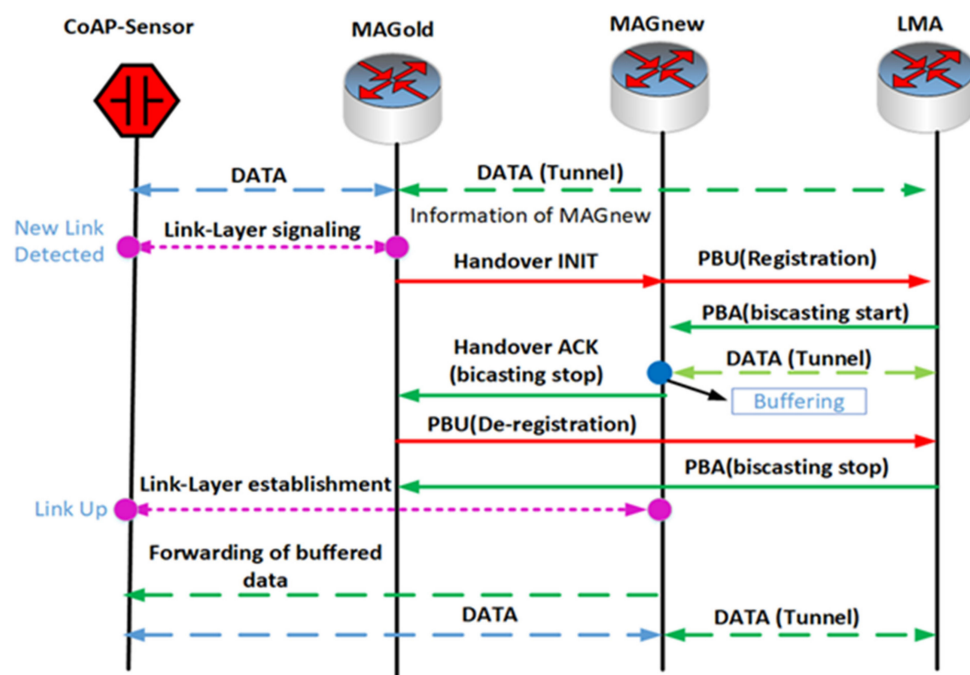 CoAP-Sensor
MAGold
MAGnew
LMA
DATA
DATA (Tunnel)
Information of MAGnew
New Link
Detected
Link-Layer signaling
Handover INIT
PBU(Registration)
PBA(biscasting start)
Handover ACK
(bicasting stop)
DATA (Tunnel)
Buffering
PBU(De-registration)
PBA(biscasting stop)
Link-Layer establishment
Link Up
Forwarding of buffered
data
DATA
DATA (Tunnel)